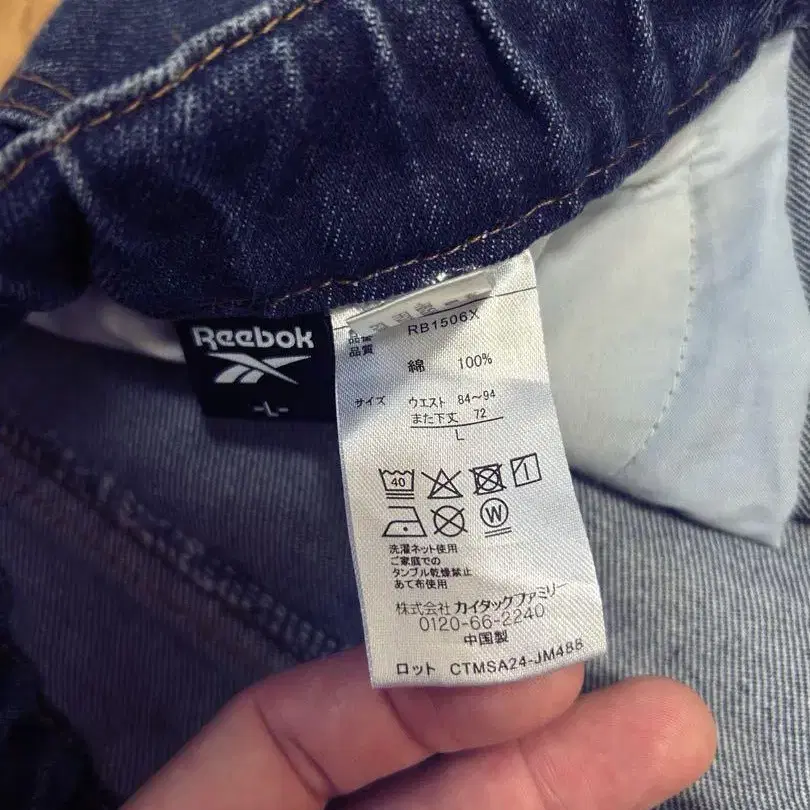 Reebok
-L-
品番 RB1506X
品質
綿 100%
サイズ ウエスト 84～94
また下丈 72
L
40
W
洗濯ネット使用
ご家庭での
タンブル乾燥禁止
あて布使用
株式会社 カイタックファミリー
0120-66-2240
中国製
ロット CTMSA24-JM488